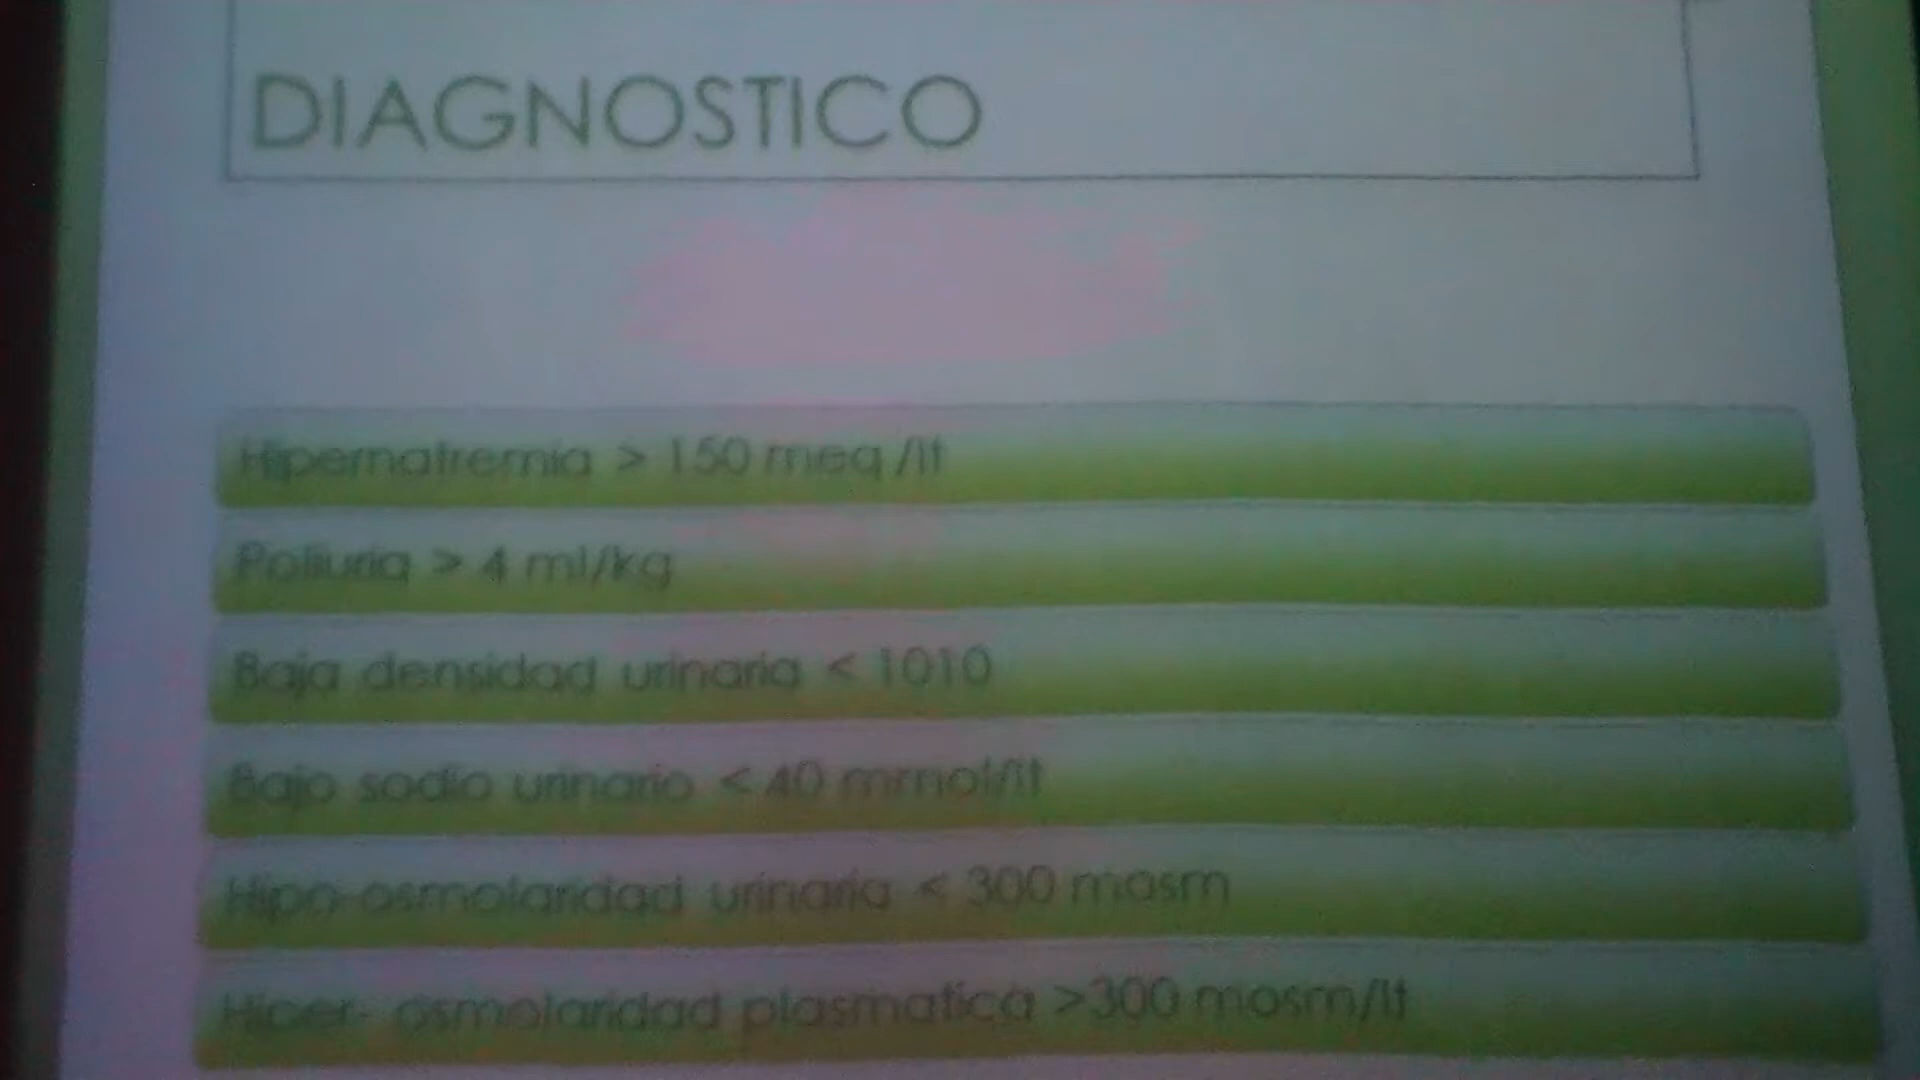 DIAGNOSTICO
Hipernatremia > 150 meq /lt
Poliuria > 4 ml/kg
Baja densidad urinaria < 1010
Bajo sodio urinario < 40 mmol/lt
Hipo-osmolaridad urinaria < 300 mosm
Hiper- osmolaridad plasmatica >300 mosm/lt